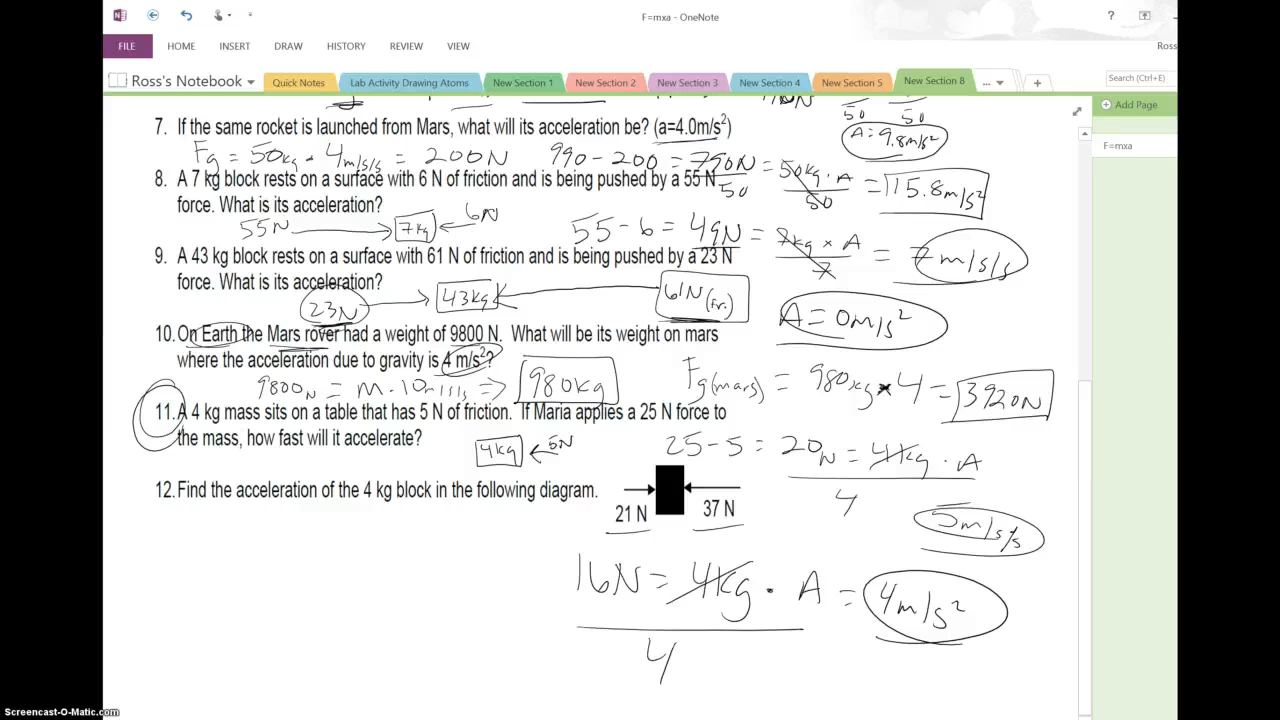 F=mxa - OneNote
?
FILE HOME INSERT DRAW HISTORY REVIEW VIEW
Ross
Ross's Notebook Quick Notes Lab Activity Drawing Atoms New Section 1 New Section 2 New Section 3 New Section 4 New Section 5 New Section 8 ... + Search (Ctrl+E)
Add Page
F=mxa
50 50
7. If the same rocket is launched from Mars, what will its acceleration be? (a=4.0m/s²)
A=9.8m/s²
Fg = 50kg · 4m/s/s = 200N 990-200 = 790N = 50kg · A = 115.8m/s²
50 50
8. A 7 kg block rests on a surface with 6 N of friction and is being pushed by a 55 N
force. What is its acceleration?
55N 7kg 6N 55-6 = 49N = 7kg × A = 7m/s/s
7
9. A 43 kg block rests on a surface with 61 N of friction and is being pushed by a 23 N
force. What is its acceleration?
23N 43kg 61N (Fr.) A = 0m/s²
10. On Earth the Mars rover had a weight of 9800 N. What will be its weight on mars
where the acceleration due to gravity is 4 m/s²?
9800N = m · 10m/s/s => 980kg Fg(mars) = 980kg × 4 = 3920N
11. A 4 kg mass sits on a table that has 5 N of friction. If Maria applies a 25 N force to
the mass, how fast will it accelerate?
4kg 5N 25-5 = 20N = 4kg · A
4
5m/s/s
12. Find the acceleration of the 4 kg block in the following diagram.
21 N 37 N
16N = 4kg · A = 4m/s²
4
Screencast-O-Matic.com